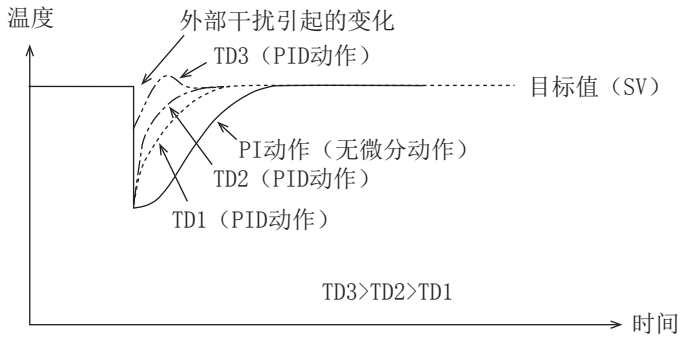 温度
外部干扰引起的变化
TD3（PID动作）
目标值（SV）
PI动作（无微分动作）
TD2（PID动作）
TD1（PID动作）
TD3>TD2>TD1
时间